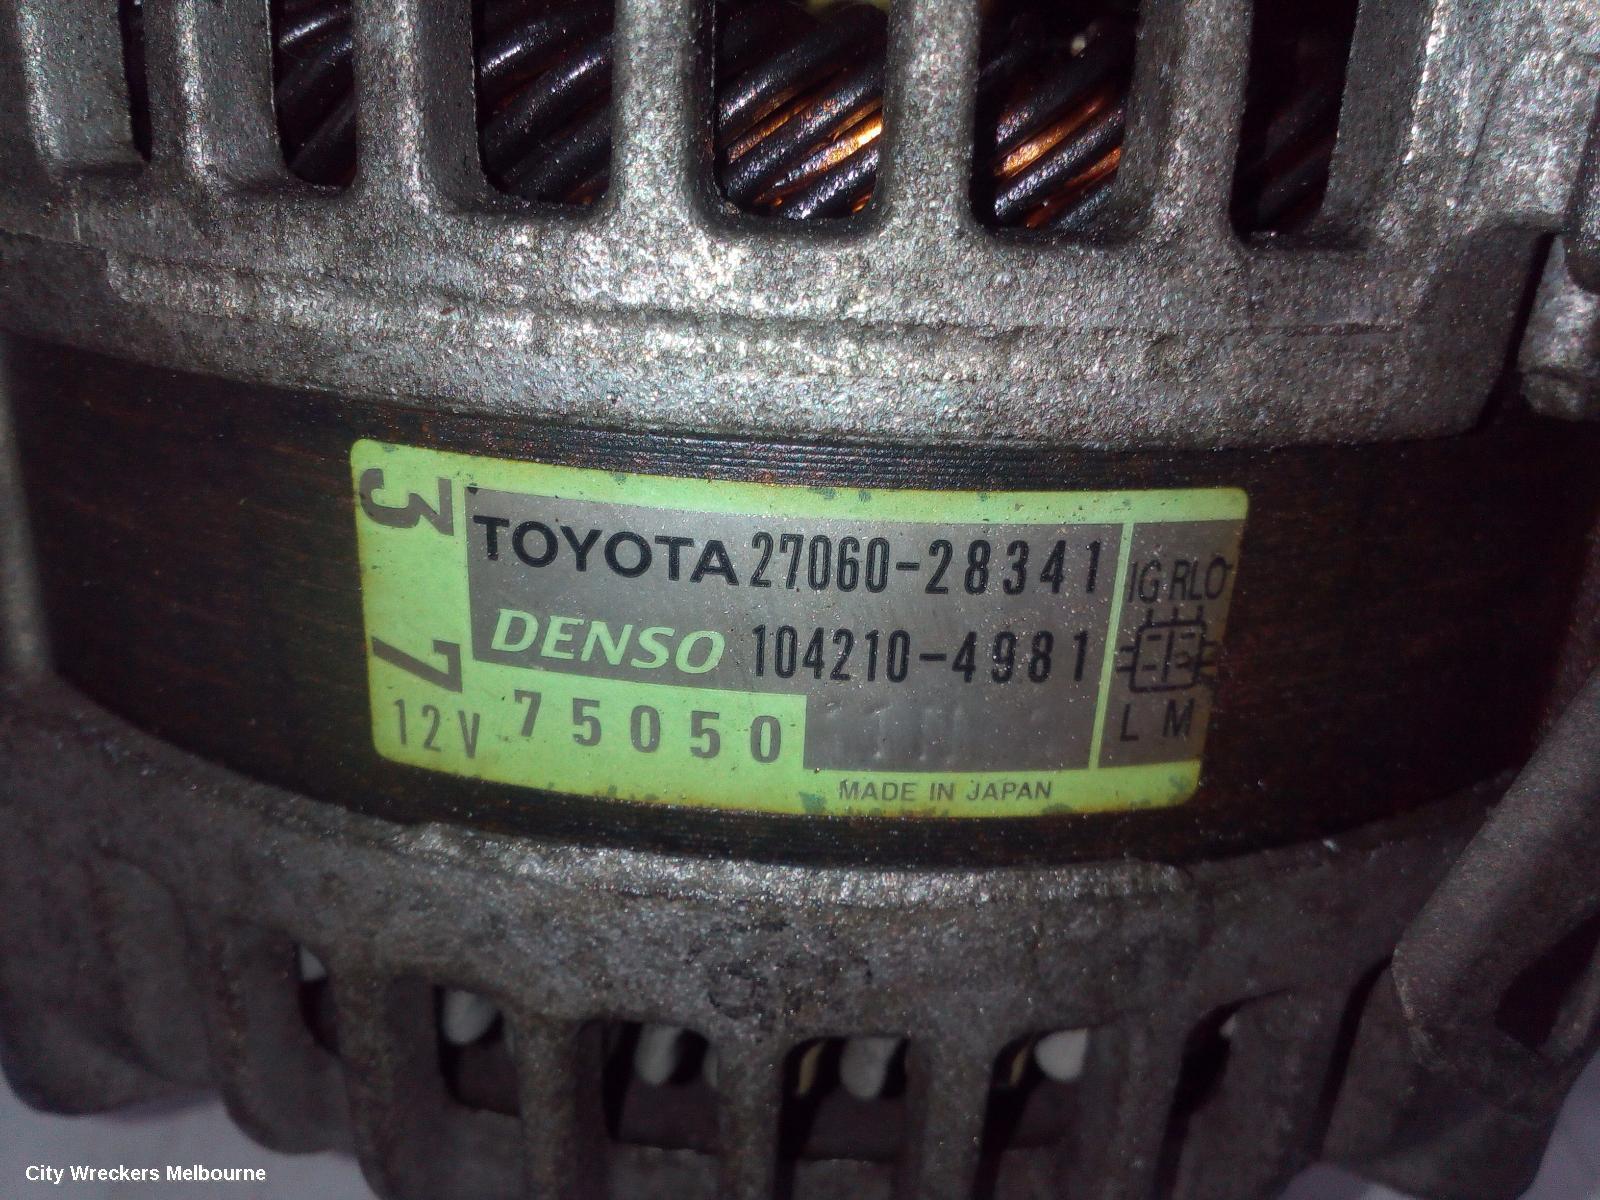 3 7
TOYOTA 27060-28341
DENSO 104210-4981
12V 75050
MADE IN JAPAN
IG RLO
L M
City Wreckers Melbourne